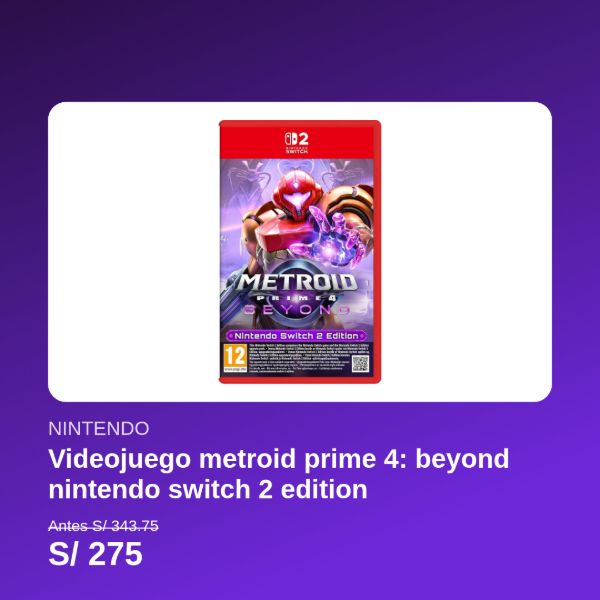 2
NINTENDO
SWITCH
METROID
PRIME 4
BEYOND
Nintendo Switch 2 Edition
12
NINTENDO
Videojuego metroid prime 4: beyond
nintendo switch 2 edition
Antes S/ 343.75
S/ 275